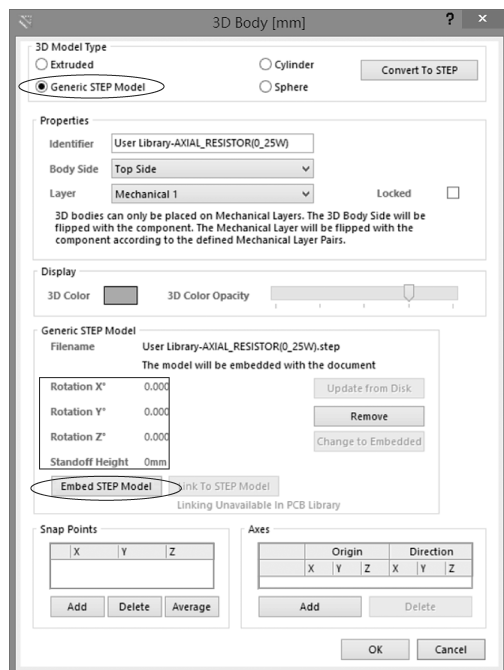 3D Body [mm]
? ×
3D Model Type
Extruded
Cylinder
Convert To STEP
Generic STEP Model
Sphere
Properties
Identifier User Library-AXIAL_RESISTOR(0_25W)
Body Side Top Side
Layer Mechanical 1
Locked
3D bodies can only be placed on Mechanical Layers. The 3D Body Side will be
flipped with the component. The Mechanical Layer will be flipped with the
component according to the defined Mechanical Layer Pairs.
Display
3D Color
3D Color Opacity
Generic STEP Model
Filename User Library-AXIAL_RESISTOR(0_25W).step
The model will be embedded with the document
Rotation X° 0.000
Update from Disk
Rotation Y° 0.000
Remove
Rotation Z° 0.000
Change to Embedded
Standoff Height 0mm
Embed STEP Model
Link To STEP Model
Linking Unavailable In PCB Library
Snap Points
X Y Z
Add Delete Average
Axes
Origin Direction
X Y Z X Y Z
Add Delete
OK Cancel